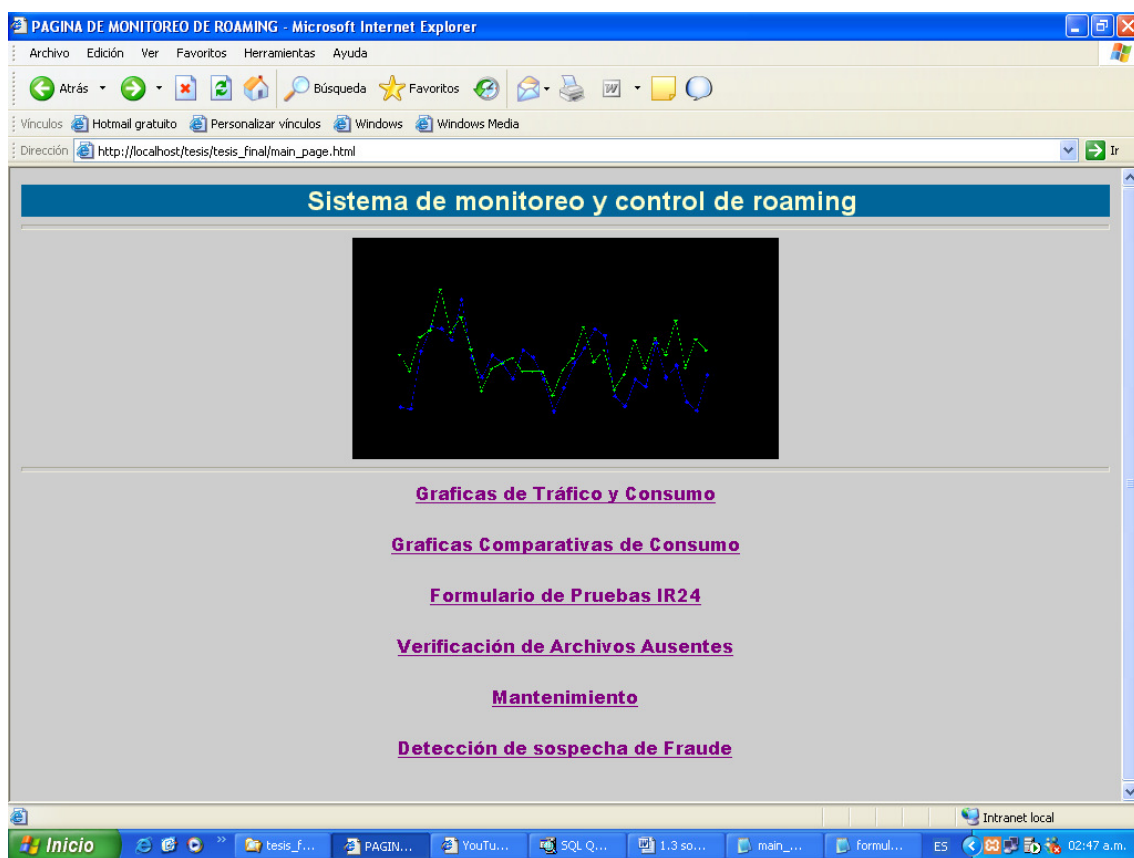 PAGINA DE MONITOREO DE ROAMING - Microsoft Internet Explorer
Archivo Edición Ver Favoritos Herramientas Ayuda
Atrás Búsqueda Favoritos
Vínculos Hotmail gratuito Personalizar vínculos Windows Windows Media
Dirección http://localhost/tesis/tesis_final/main_page.html Ir
Sistema de monitoreo y control de roaming
Graficas de Tráfico y Consumo
Graficas Comparativas de Consumo
Formulario de Pruebas IR24
Verificación de Archivos Ausentes
Mantenimiento
Detección de sospecha de Fraude
Intranet local
Inicio » tesis_f... PAGIN... YouTu... SQL Q... 1.3 so... main_... formul... ES 02:47 a.m.